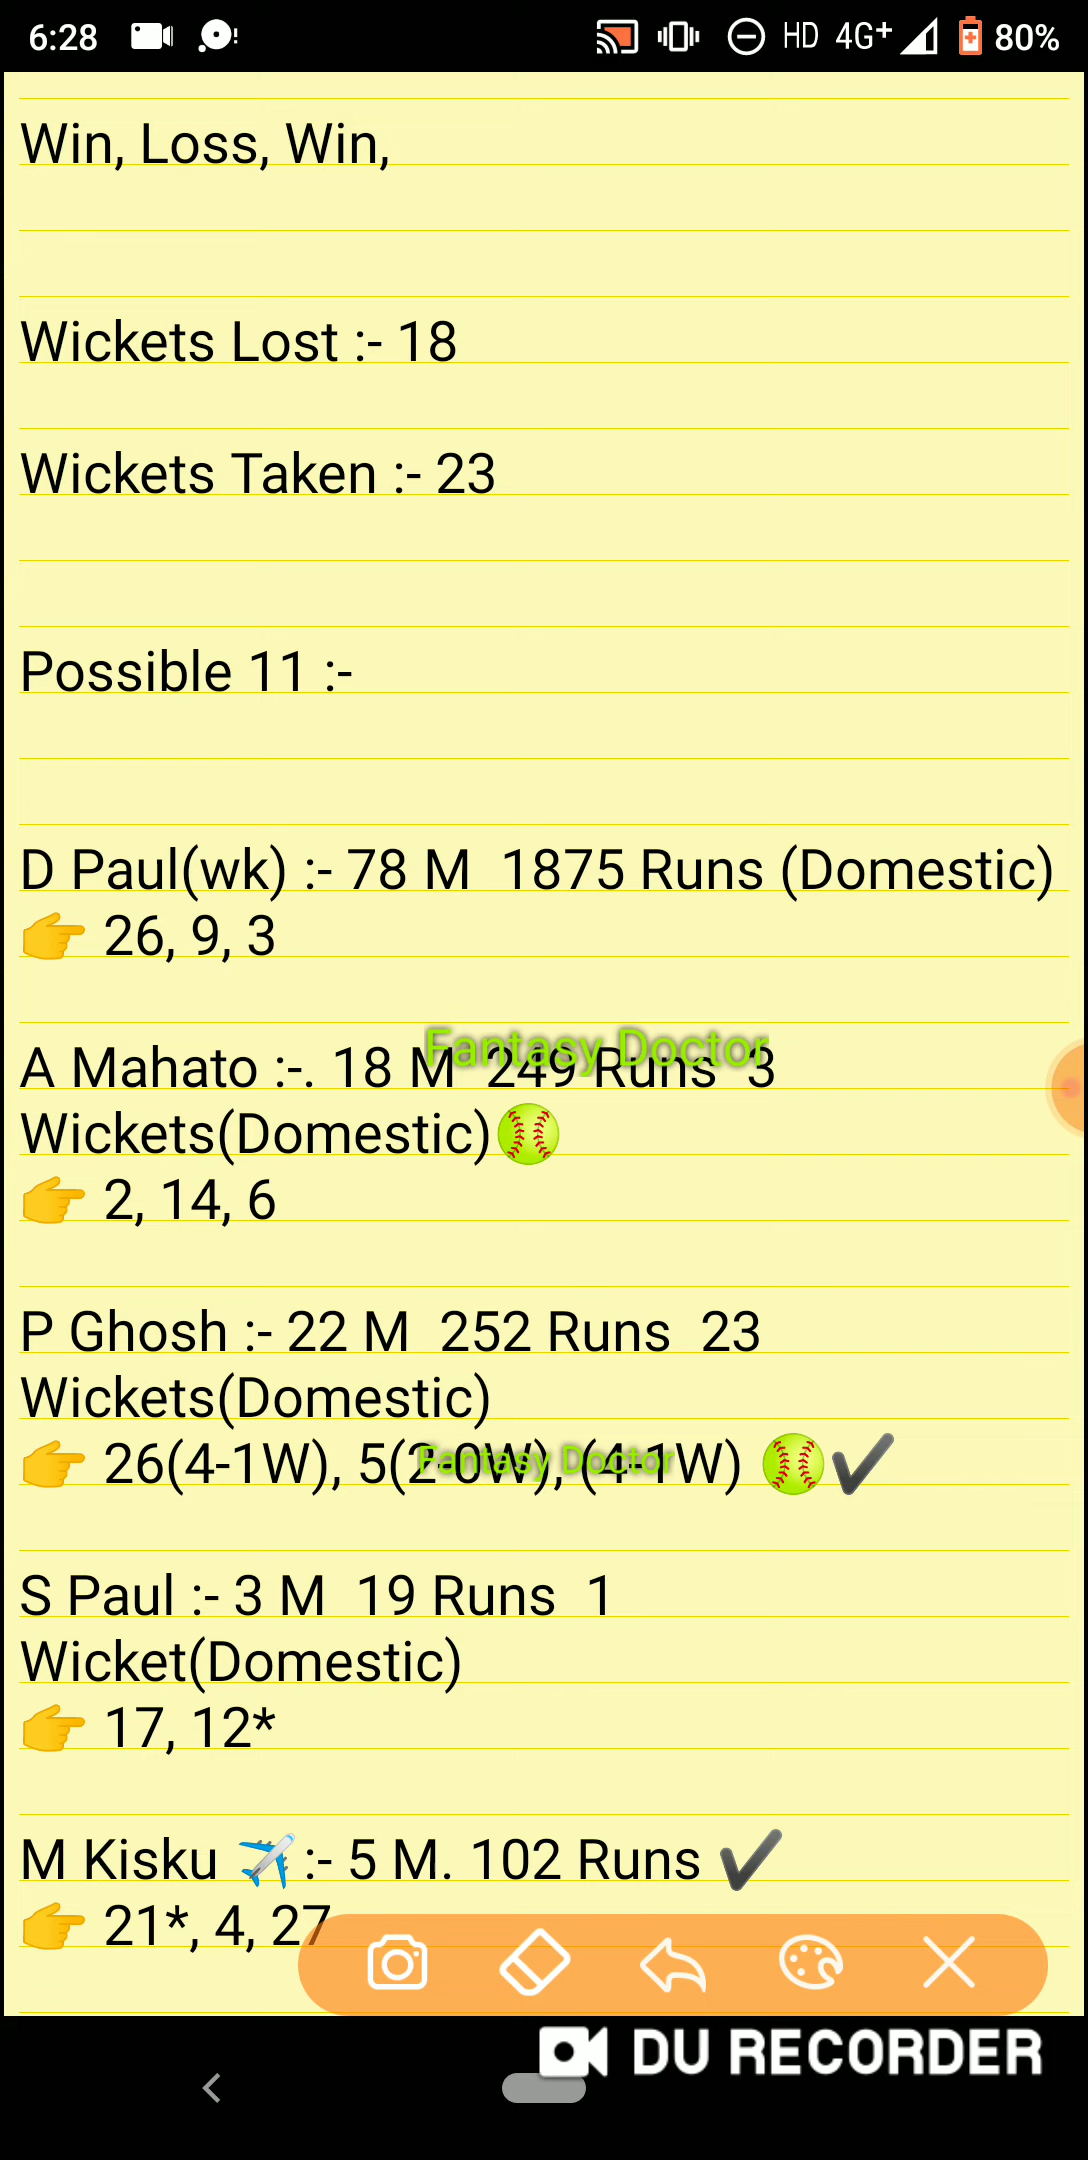 6:28 HD 4G+ 80%
Win, Loss, Win,
Wickets Lost :- 18
Wickets Taken :- 23
Possible 11 :-
D Paul(wk) :- 78 M 1875 Runs (Domestic)
👉 26, 9, 3
Fantasy Doctor
A Mahato :-. 18 M 249 Runs 3
Wickets(Domestic)🥎
👉 2, 14, 6
P Ghosh :- 22 M 252 Runs 23
Wickets(Domestic)
👉 26(4-1W), 5(2-0W), (4-1W) 🥎✔
Fantasy Doctor
S Paul :- 3 M 19 Runs 1
Wicket(Domestic)
👉 17, 12*
M Kisku ✈:- 5 M. 102 Runs ✔
👉 21*, 4, 27
DU RECORDER